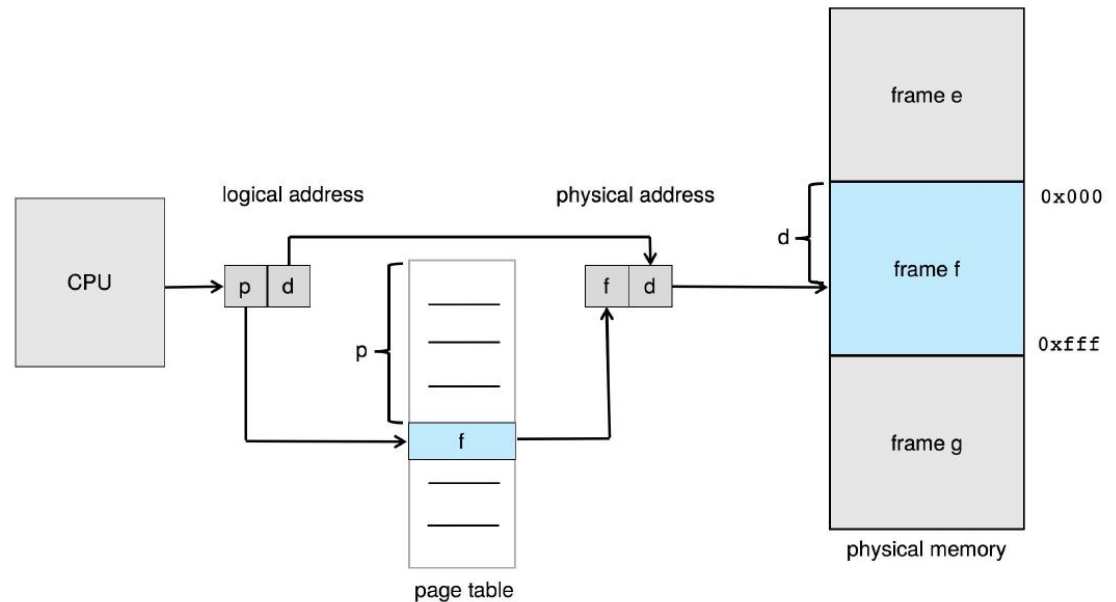 frame e
logical address
physical address
0x000
d
CPU
p d
f d
frame f
p
0xfff
f
frame g
physical memory
page table